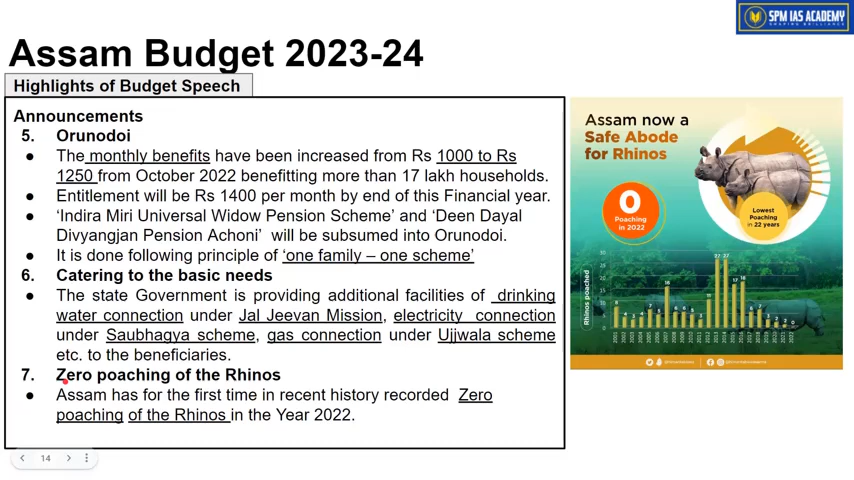 SPM IAS ACADEMY
SHAPING BRILLIANCE
Assam Budget 2023-24
Highlights of Budget Speech
Announcements
5. Orunodoi
● The monthly benefits have been increased from Rs 1000 to Rs
1250 from October 2022 benefitting more than 17 lakh households.
● Entitlement will be Rs 1400 per month by end of this Financial year.
● ‘Indira Miri Universal Widow Pension Scheme’ and ‘Deen Dayal
Divyangjan Pension Achoni’ will be subsumed into Orunodoi.
● It is done following principle of ‘one family – one scheme’
6. Catering to the basic needs
● The state Government is providing additional facilities of drinking
water connection under Jal Jeevan Mission, electricity connection
under Saubhagya scheme, gas connection under Ujjwala scheme
etc. to the beneficiaries.
7. Zero poaching of the Rhinos
● Assam has for the first time in recent history recorded Zero
poaching of the Rhinos in the Year 2022.
14
Assam now a
Safe Abode
for Rhinos
0
Poaching
in 2022
Lowest
Poaching
in 22 years
Rhinos poached
27 27
16
17 18
11